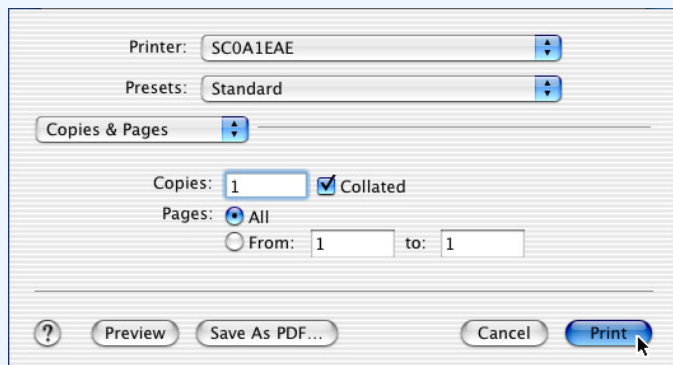 Printer: SC0A1EAE
Presets: Standard
Copies & Pages
Copies: 1 Collated
Pages: All
From: 1 to: 1
? Preview Save As PDF... Cancel Print